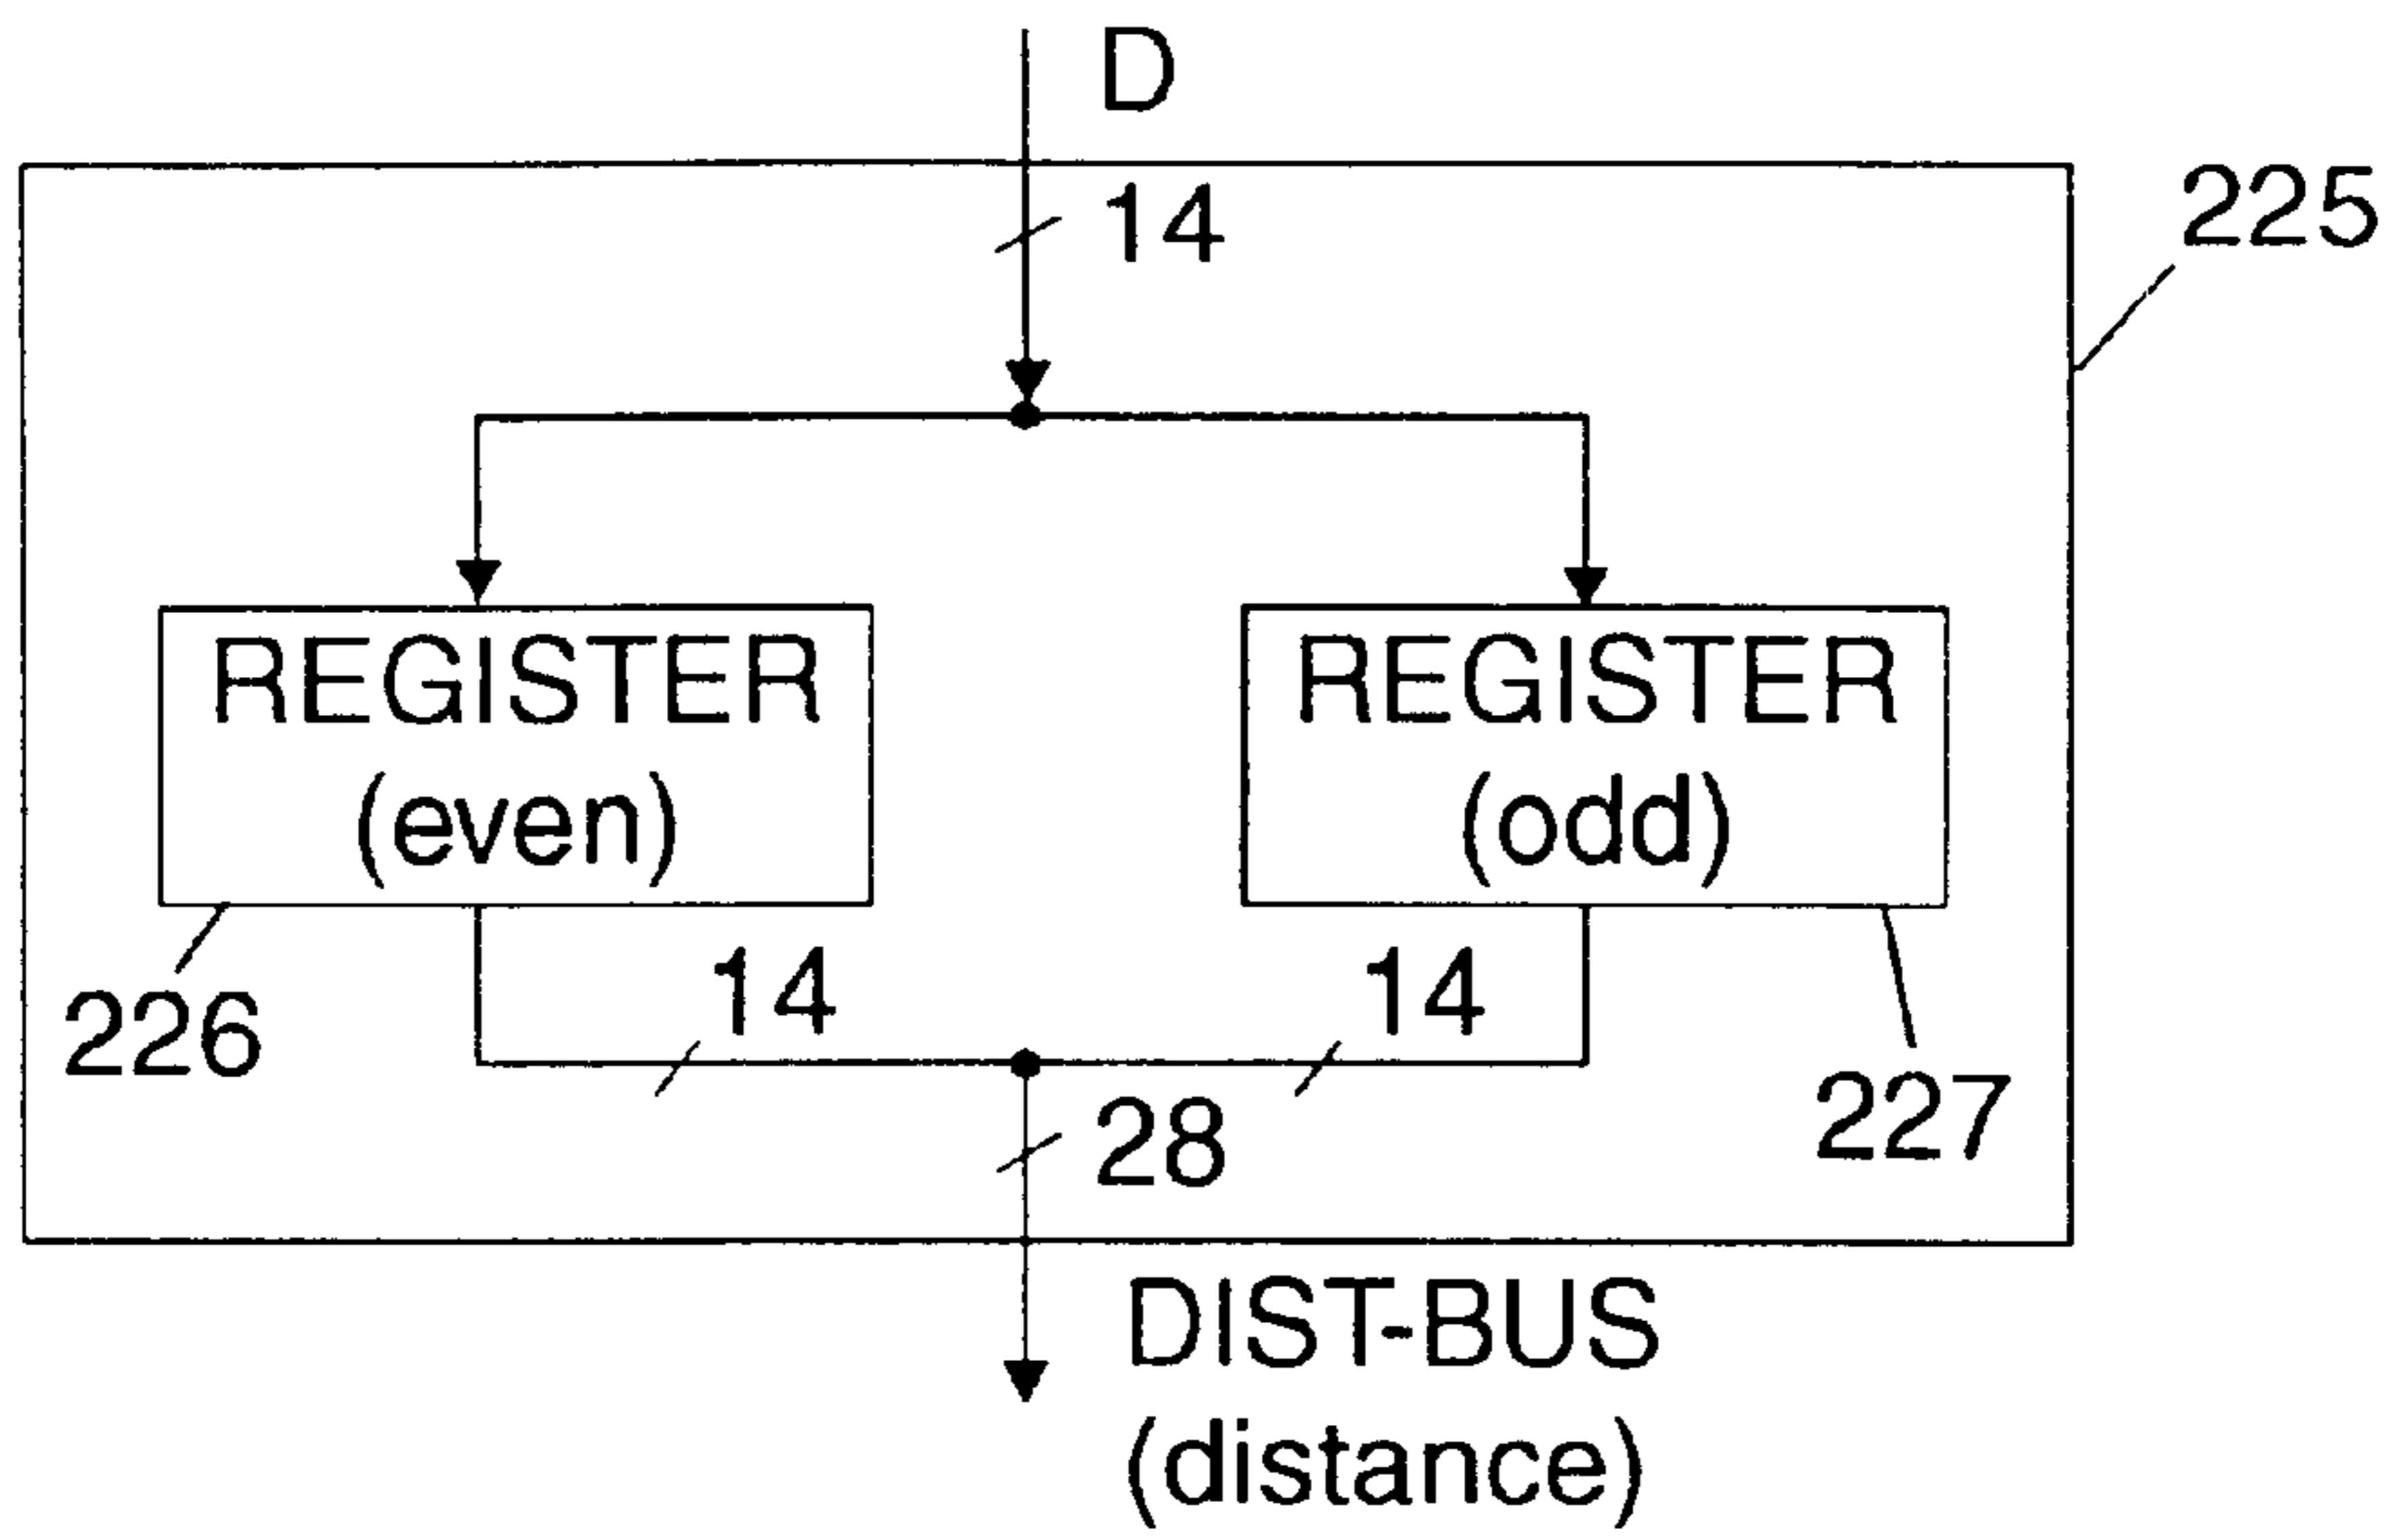 D
14
225
REGISTER
(even)
REGISTER
(odd)
14
14
226
28
227
DIST-BUS
(distance)